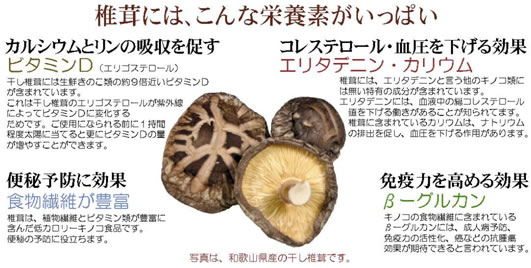 椎茸には、こんな栄養素がいっぱい
カルシウムとリンの吸収を促す
ビタミンD（エリゴステロール）
干し椎茸には生鮮きのこ類の約9倍近いビタミンD
が含まれています。
これは干し椎茸のエリゴステロールが紫外線
によってビタミンDに変化する
ためです。ご使用になられる前に1時間
程度太陽に当てると更にビタミンDの量
が増やすことができます。
コレステロール・血圧を下げる効果
エリタデニン・カリウム
椎茸には、エリタデニンと言う他のキノコ類に
は無い特有の成分が含まれています。
エリタデニンには、血液中の総コレステロール
値を下げる働きがあることが知られてます。
椎茸に含まれているカリウムは、ナトリウム
の排出を促し、血圧を下げる作用があります。
便秘予防に効果
食物繊維が豊富
椎茸は、植物繊維とビタミン類が豊富に
含んだ低カロリーキノコ食品です。
便秘の予防に役立ちます。
免疫力を高める効果
β－グルカン
キノコの食物繊維に含まれている
β－グルカンには、成人病予防、
免疫力の活性化、癌などの抗腫瘍
効果が期待できると言われています。
写真は、和歌山県産の干し椎茸です。